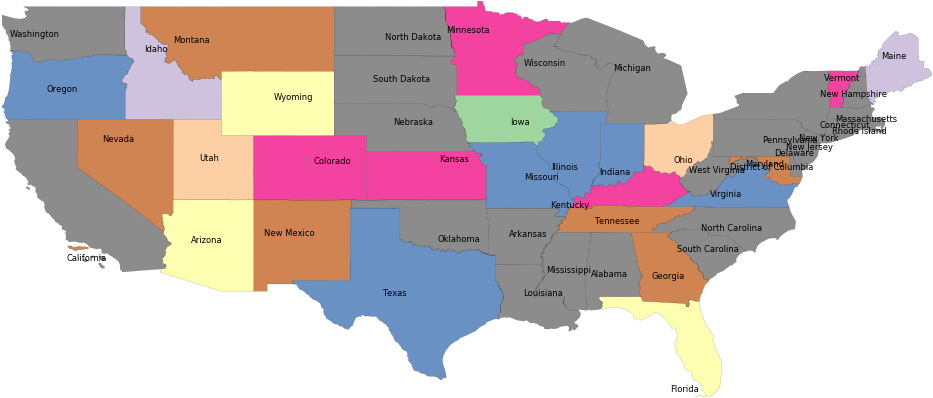 Washington
Montana
Idaho
North Dakota
Minnesota
Wisconsin
Michigan
Maine
Vermont
New Hampshire
Oregon
Wyoming
South Dakota
Nebraska
Iowa
Massachusetts
Connecticut
Rhode Island
New York
Pennsylvania
New Jersey
Nevada
Utah
Colorado
Kansas
Missouri
Illinois
Indiana
Ohio
West Virginia
Maryland
Delaware
District of Columbia
Virginia
Kentucky
California
Arizona
New Mexico
Oklahoma
Arkansas
Tennessee
North Carolina
South Carolina
Texas
Louisiana
Mississippi
Alabama
Georgia
Florida